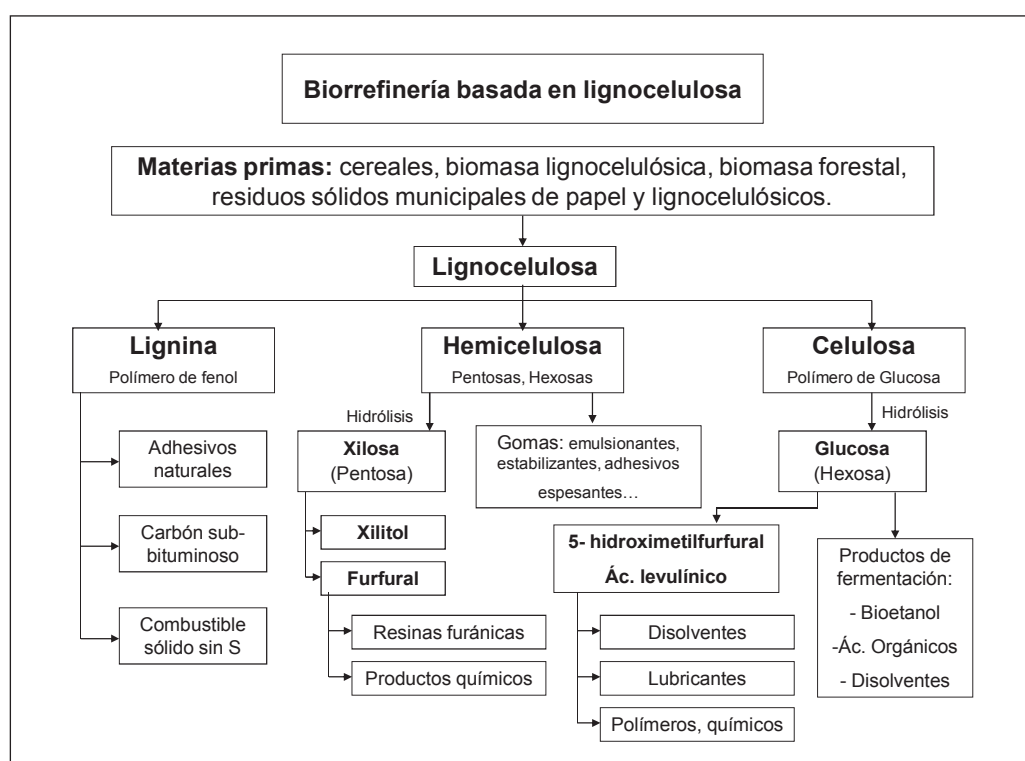 Biorrefinería basada en lignocelulosa
Materias primas: cereales, biomasa lignocelulósica, biomasa forestal,
residuos sólidos municipales de papel y lignocelulósicos.
Lignocelulosa
Lignina
Polímero de fenol
Hemicelulosa
Pentosas, Hexosas
Celulosa
Polímero de Glucosa
Adhesivos
naturales
Carbón sub-
bituminoso
Combustible
sólido sin S
Hidrólisis
Xilosa
(Pentosa)
Xilitol
Furfural
Resinas furánicas
Productos químicos
Gomas: emulsionantes,
estabilizantes, adhesivos
espesantes…
Hidrólisis
Glucosa
(Hexosa)
5- hidroximetilfurfural
Ác. levulínico
Disolventes
Lubricantes
Polímeros, químicos
Productos de
fermentación:
- Bioetanol
-Ác. Orgánicos
- Disolventes